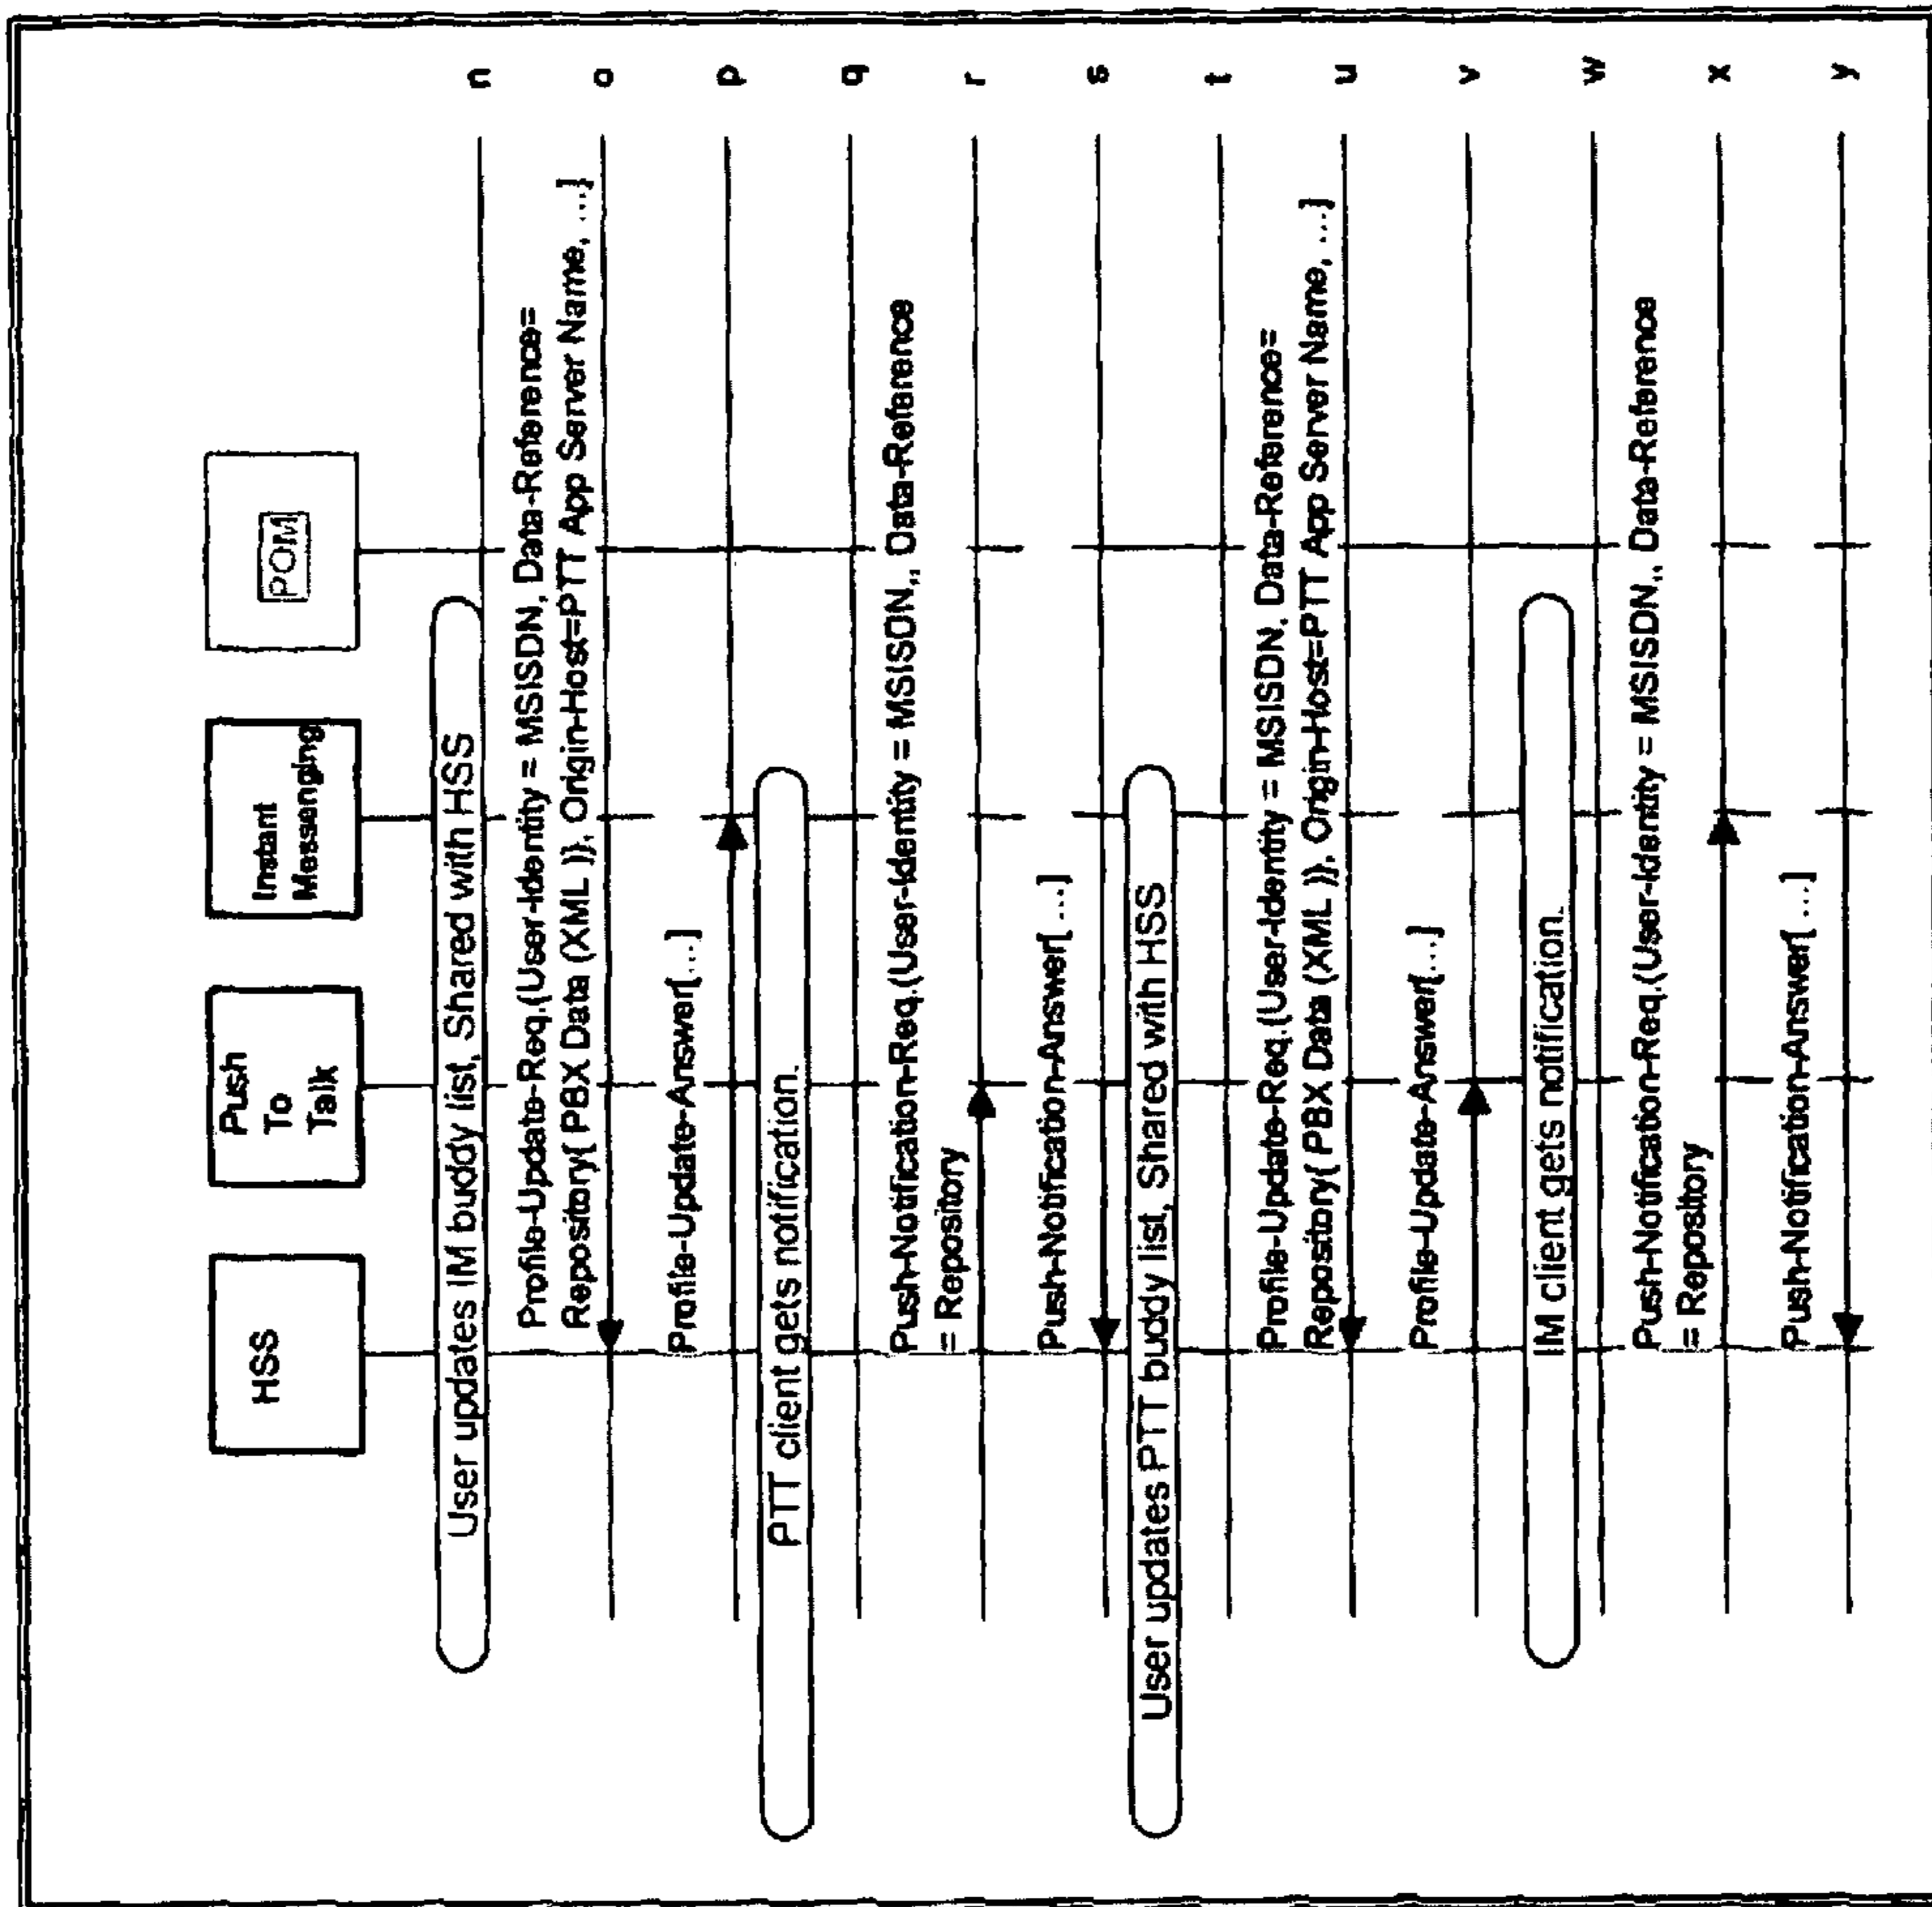 HSS
Push
To
Talk
Instant
Messenging
POM
User updates IM buddy list, Shared with HSS
n
Profile-Update-Req.(User-Identity = MSISDN, Data-Reference=
Repository{ PBX Data (XML )}, Origin-Host=PTT App Server Name, ...]
o
Profile-Update-Answer[...]
p
PTT client gets notification.
q
Push-Notification-Req.(User-Identity = MSISDN,, Data-Reference
= Repository
r
Push-Notification-Answer[...]
s
User updates PTT buddy list, Shared with HSS
t
Profile-Update-Req.(User-Identity = MSISDN, Data-Reference=
Repository{ PBX Data (XML )}, Origin-Host=PTT App Server Name, ...]
u
Profile-Update-Answer[...]
v
IM client gets notification.
w
Push-Notification-Req.(User-Identity = MSISDN,, Data-Reference
= Repository
x
Push-Notification-Answer[...]
y